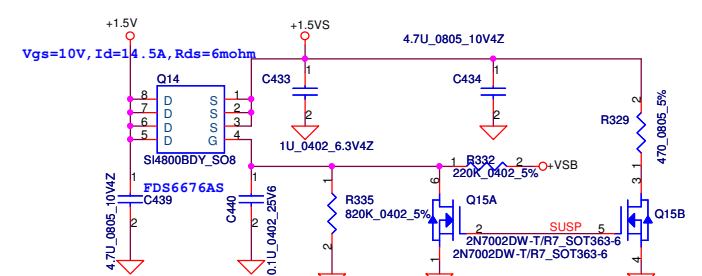 +1.5V
+1.5VS
4.7U_0805_10V4Z
Vgs=10V,Id=14.5A,Rds=6mohm
Q14
C433
1
2
C434
1
2
8
7
6
5
D
D
D
D
S
S
S
G
1
2
3
4
SI4800BDY_SO8
1U_0402_6.3V4Z
R329
2
1
470_0805_5%
FDS6676AS
C439
1
2
4.7U_0805_10V4Z
C440
1
2
0.1U_0402_25V6
R335
1
2
820K_0402_5%
1
R332
2
+VSB
220K_0402_5%
6
Q15A
2
1
SUSP
5
3
Q15B
4
2N7002DW-T/R7_SOT363-6
2N7002DW-T/R7_SOT363-6